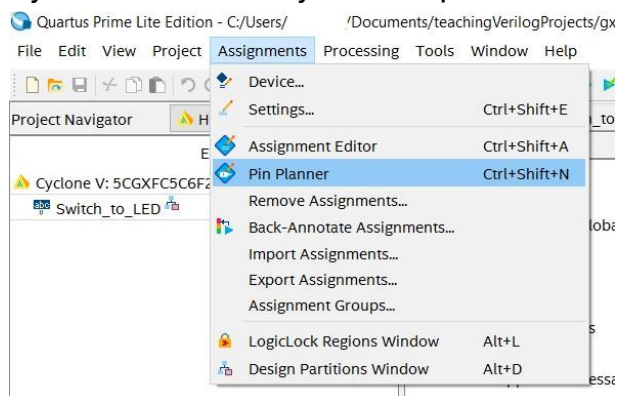 Quartus Prime Lite Edition - C:/Users/ /Documents/teachingVerilogProjects/gx
File Edit View Project Assignments Processing Tools Window Help
Project Navigator
Device...
Settings... Ctrl+Shift+E
Assignment Editor Ctrl+Shift+A
Pin Planner Ctrl+Shift+N
Cyclone V: 5CGXFC5C6F2
abc Switch_to_LED
Remove Assignments...
Back-Annotate Assignments...
Import Assignments...
Export Assignments...
Assignment Groups...
LogicLock Regions Window Alt+L
Design Partitions Window Alt+D